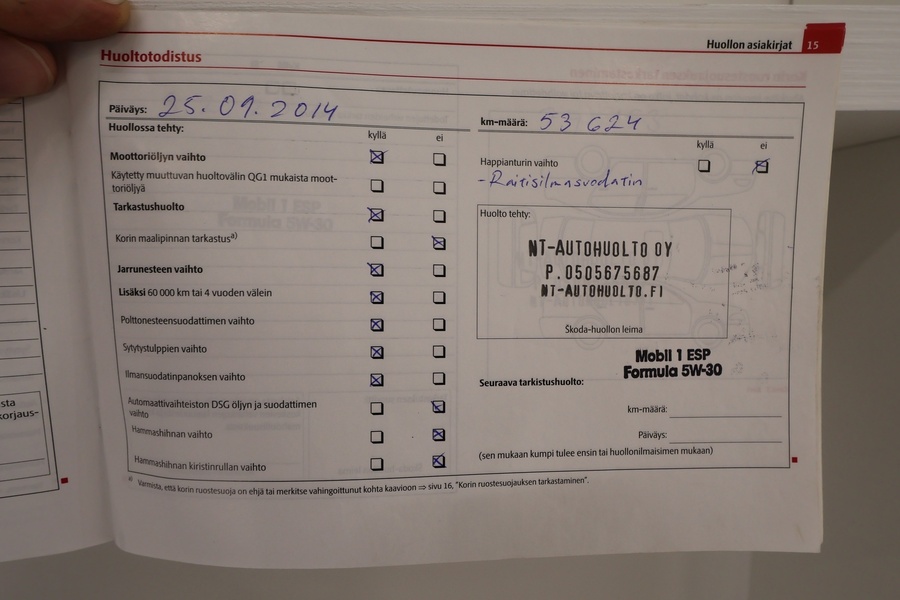 Huollon asiakirjat 15
Huoltotodistus
Päiväys: 25.09.2014
Huollossa tehty:
kyllä ei
Moottoriöljyn vaihto
Käytetty muuttuvan huoltovälin QG1 mukaista moot-
toriöljyä
Tarkastushuolto
Korin maalipinnan tarkastus a)
Jarrunesteen vaihto
Lisäksi 60 000 km tai 4 vuoden välein
Polttonesteensuodattimen vaihto
Sytytystulppien vaihto
Ilmansuodatinpanoksen vaihto
Automaattivaihteiston DSG öljyn ja suodattimen
vaihto
Hammashihnan vaihto
Hammashihnan kiristinrullan vaihto
km-määrä: 53 624
kyllä ei
Happianturin vaihto
- Raitisilmasuodatin
Huolto tehty:
NT-AUTOHUOLTO OY
P.0505675687
NT-AUTOHUOLTO.FI
Škoda-huollon leima
Mobil 1 ESP
Formula 5W-30
Seuraava tarkistushuolto:
km-määrä:
Päiväys:
(sen mukaan kumpi tulee ensin tai huollonilmaisimen mukaan)
a) Varmista, että korin ruostesuoja on ehjä tai merkitse vahingoittunut kohta kaavioon ⇒ sivu 16, "Korin ruostesuojauksen tarkastaminen".
sta
korjaus-